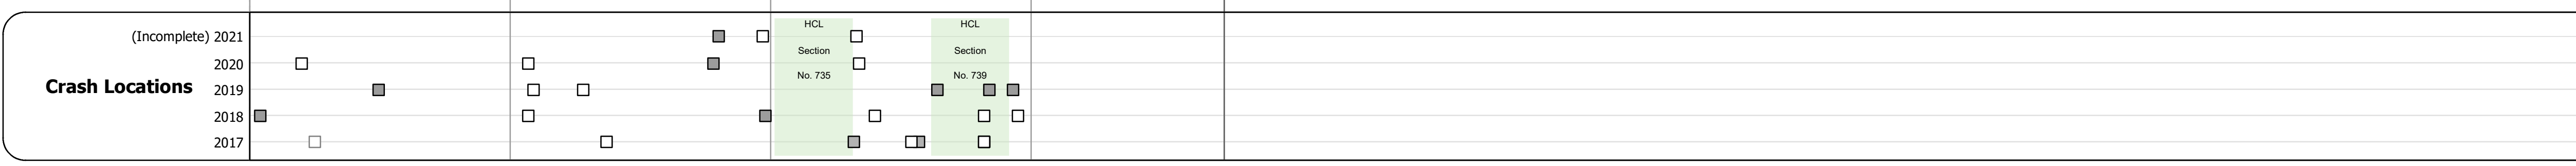 Crash Locations
(Incomplete) 2021
2020
2019
2018
2017
HCL
Section
No. 735
HCL
Section
No. 739